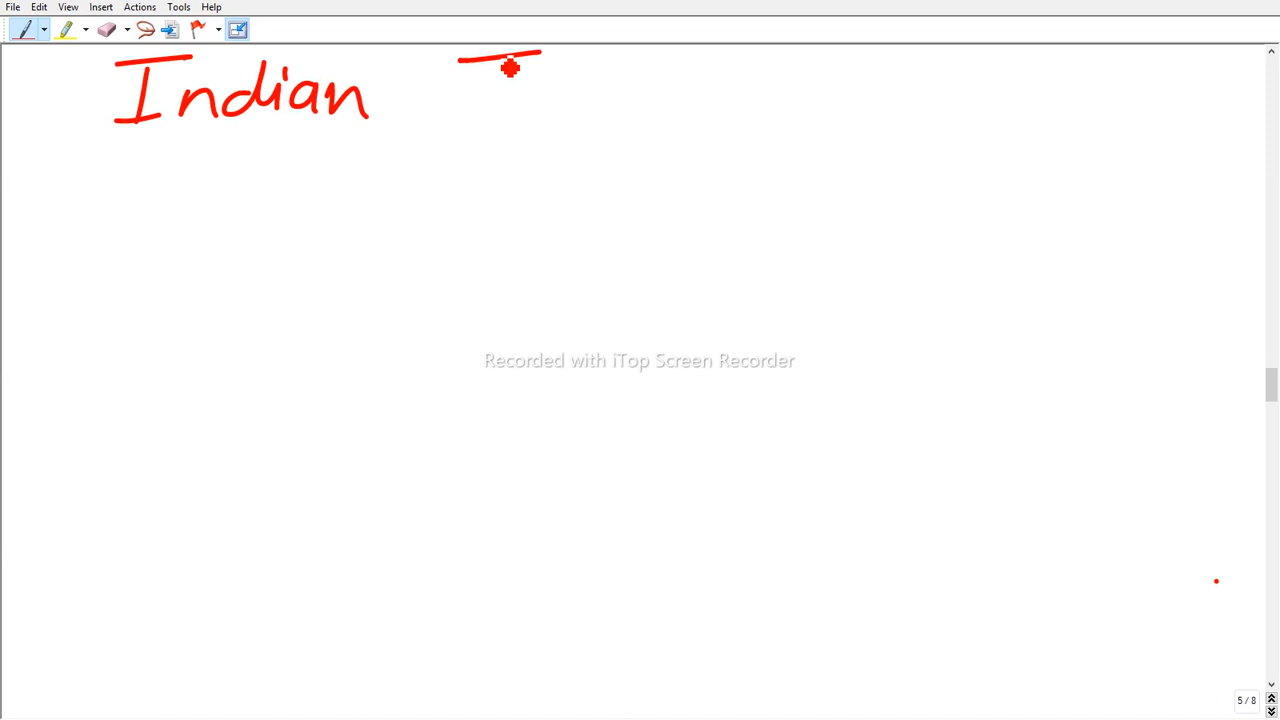 File Edit View Insert Actions Tools Help
Indian
Recorded with iTop Screen Recorder
5 / 8